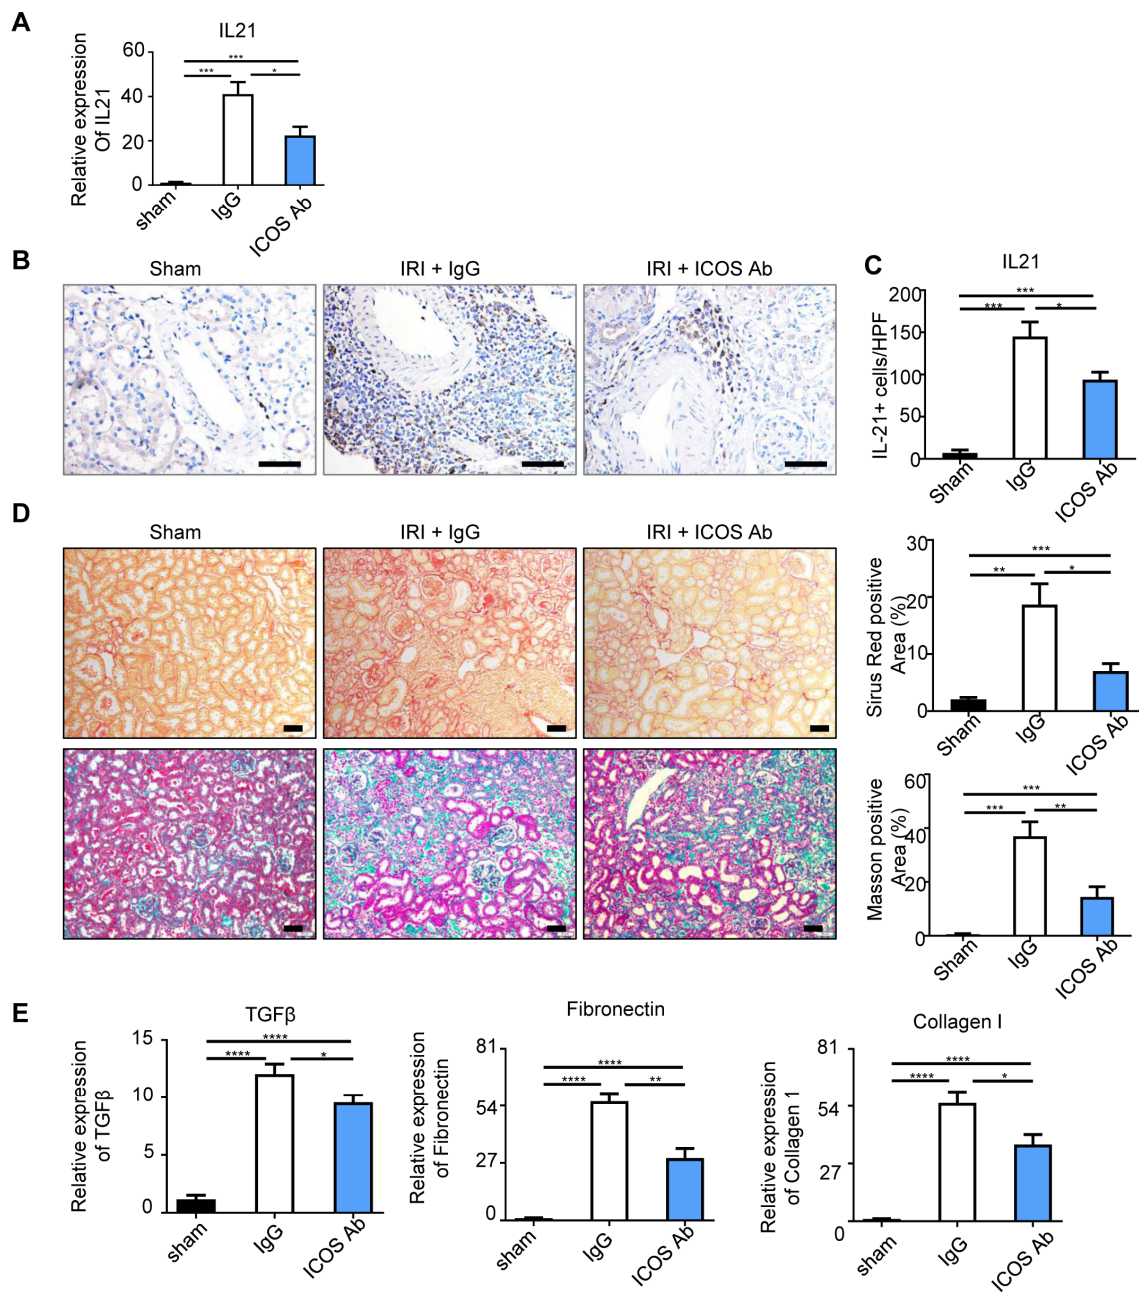 A
IL21
Relative expression
Of IL21
60
40
20
0
***
***
*
sham
IgG
ICOS Ab
B
Sham
IRI + IgG
IRI + ICOS Ab
C
IL21
IL-21+ cells/HPF
200
150
100
50
0
***
***
*
Sham
IgG
ICOS Ab
D
Sham
IRI + IgG
IRI + ICOS Ab
Sirus Red positive
Area (%)
30
20
10
0
***
**
*
Sham
IgG
ICOS Ab
Masson positive
Area (%)
60
40
20
0
***
***
**
Sham
IgG
ICOS Ab
E
TGFβ
Relative expression
of TGFβ
15
10
5
0
****
****
*
sham
IgG
ICOS Ab
Fibronectin
Relative expression
of Fibronectin
81
54
27
0
****
****
**
sham
IgG
ICOS Ab
Collagen I
Relative expression
of Collagen 1
81
54
27
0
****
****
*
sham
IgG
ICOS Ab